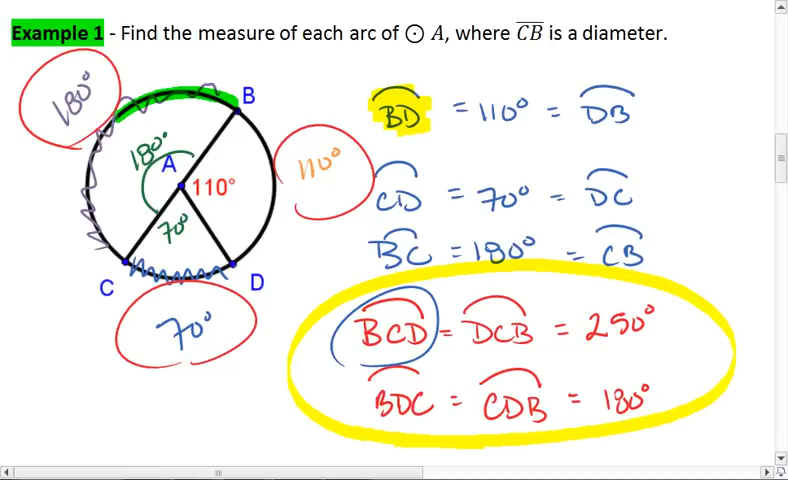 Example 1 - Find the measure of each arc of ⊙ A, where CB is a diameter.
180°
B
180°
A
110°
110°
70°
C
D
70°
BD = 110° = DB
CD = 70° = DC
BC = 180° = CB
BCD = DCB = 250°
BDC = CDB = 180°